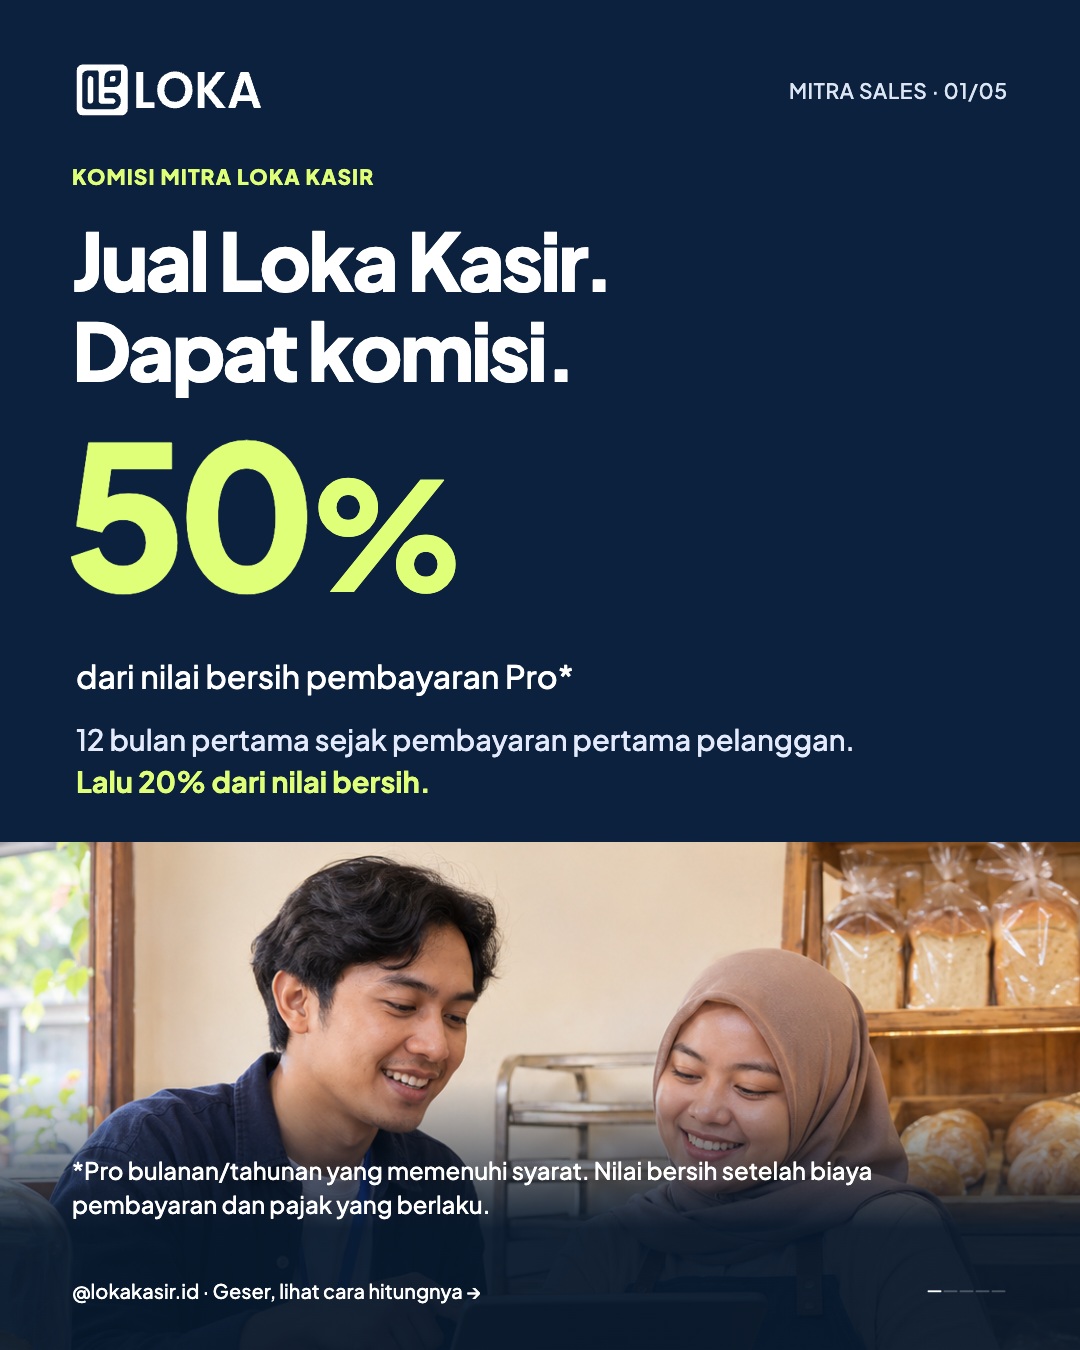 LOKA
MITRA SALES · 01/05
KOMISI MITRA LOKA KASIR
Jual Loka Kasir.
Dapat komisi.
50%
dari nilai bersih pembayaran Pro*
12 bulan pertama sejak pembayaran pertama pelanggan.
Lalu 20% dari nilai bersih.
*Pro bulanan/tahunan yang memenuhi syarat. Nilai bersih setelah biaya
pembayaran dan pajak yang berlaku.
@lokakasir.id · Geser, lihat cara hitungnya →